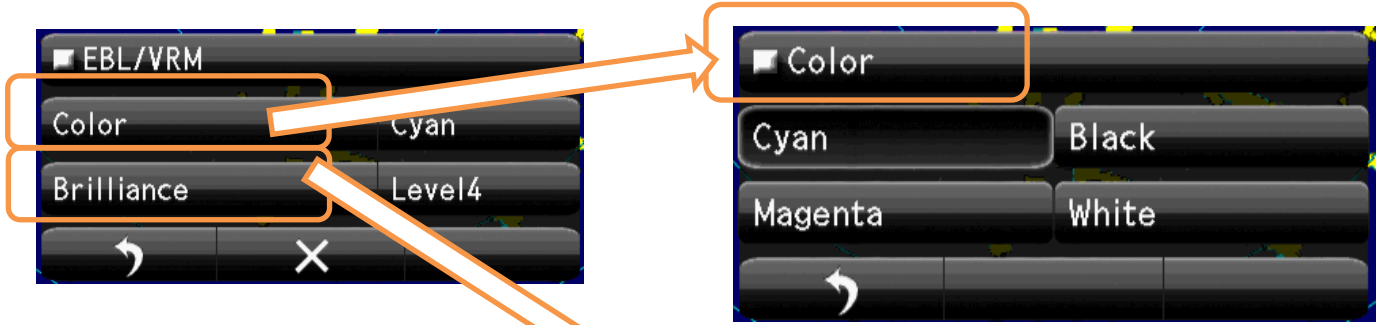 EBL/VRM
Color Cyan
Brilliance Level4
Color
Cyan Black
Magenta White